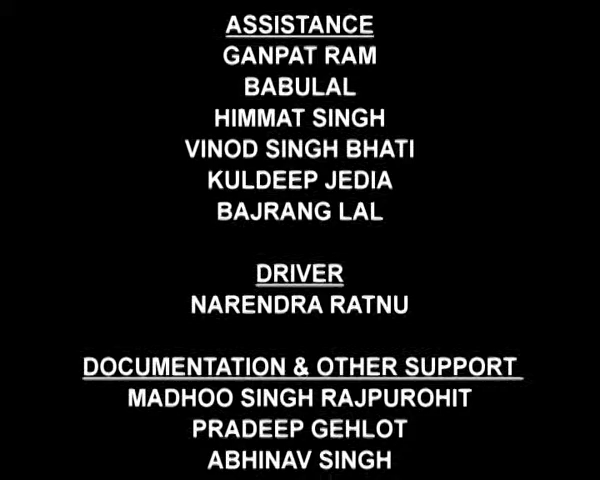 ASSISTANCE
GANPAT RAM
BABULAL
HIMMAT SINGH
VINOD SINGH BHATI
KULDEEP JEDIA
BAJRANG LAL
DRIVER
NARENDRA RATNU
DOCUMENTATION & OTHER SUPPORT
MADHOO SINGH RAJPUROHIT
PRADEEP GEHLOT
ABHINAV SINGH